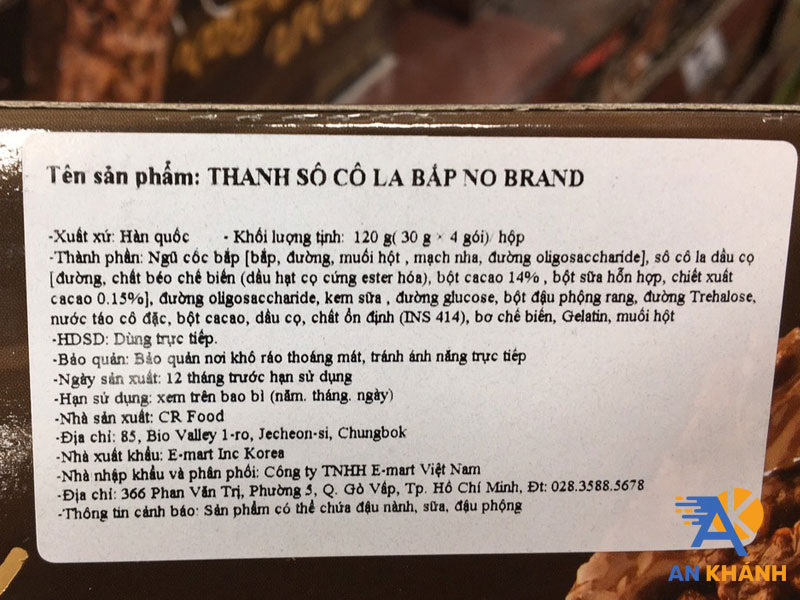 Tên sản phẩm: THANH SÔ CÔ LA BẮP NO BRAND
-Xuất xứ: Hàn quốc - Khối lượng tịnh: 120 g( 30 g × 4 gói)/ hộp
-Thành phần: Ngũ cốc bắp [bắp, đường, muối hột , mạch nha, đường oligosaccharide], sô cô la dầu cọ
[đường, chất béo chế biến (dầu hạt cọ cứng ester hóa), bột cacao 14% , bột sữa hỗn hợp, chiết xuất
cacao 0.15%], đường oligosaccharide, kem sữa , đường glucose, bột đậu phộng rang, đường Trehalose,
nước táo cô đặc, bột cacao, dầu cọ, chất ổn định (INS 414), bơ chế biến, Gelatin, muối hột
-HDSD: Dùng trực tiếp.
-Bảo quản: Bảo quản nơi khô ráo thoáng mát, tránh ánh nắng trực tiếp
-Ngày sản xuất: 12 tháng trước hạn sử dụng
-Hạn sử dụng: xem trên bao bì (năm. tháng. ngày)
-Nhà sản xuất: CR Food
-Địa chỉ: 85, Bio Valley 1-ro, Jecheon-si, Chungbok
-Nhà xuất khẩu: E-mart Inc Korea
-Nhà nhập khẩu và phân phối: Công ty TNHH E-mart Việt Nam
-Địa chỉ: 366 Phan Văn Trị, Phường 5, Q. Gò Vấp, Tp. Hồ Chí Minh, Đt: 028.3588.5678
-Thông tin cảnh báo: Sản phẩm có thể chứa đậu nành, sữa, đậu phộng
AN KHÁNH